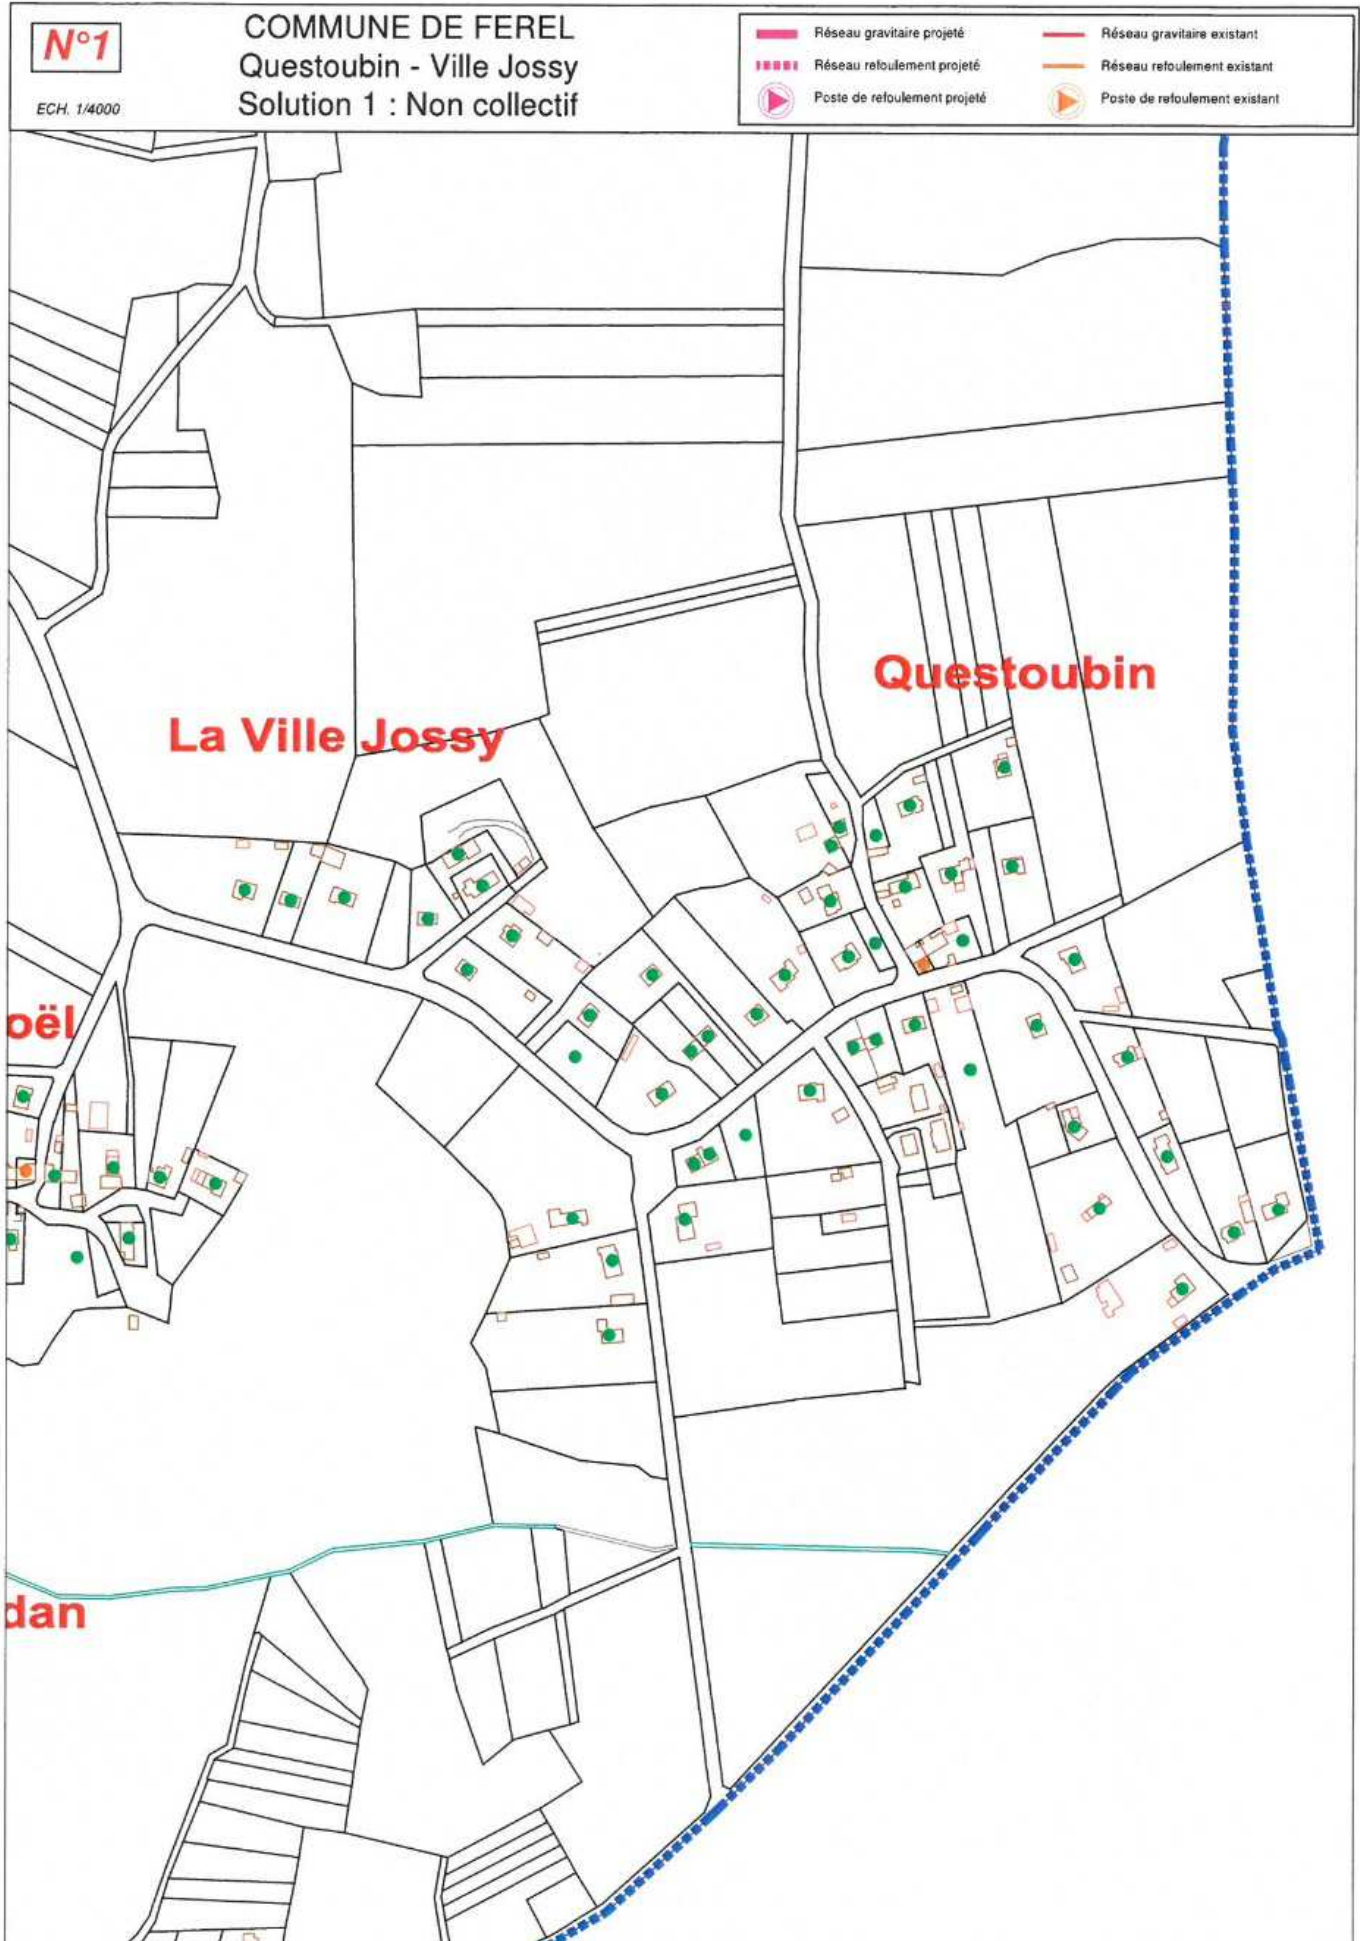 N°1
ECH. 1/4000
COMMUNE DE FEREL
Questoubin - Ville Jossy
Solution 1 : Non collectif
Réseau gravitaire projeté
Réseau refoulement projeté
Poste de refoulement projeté
Réseau gravitaire existant
Réseau refoulement existant
Poste de refoulement existant
Questoubin
La Ville Jossy
oël
dan